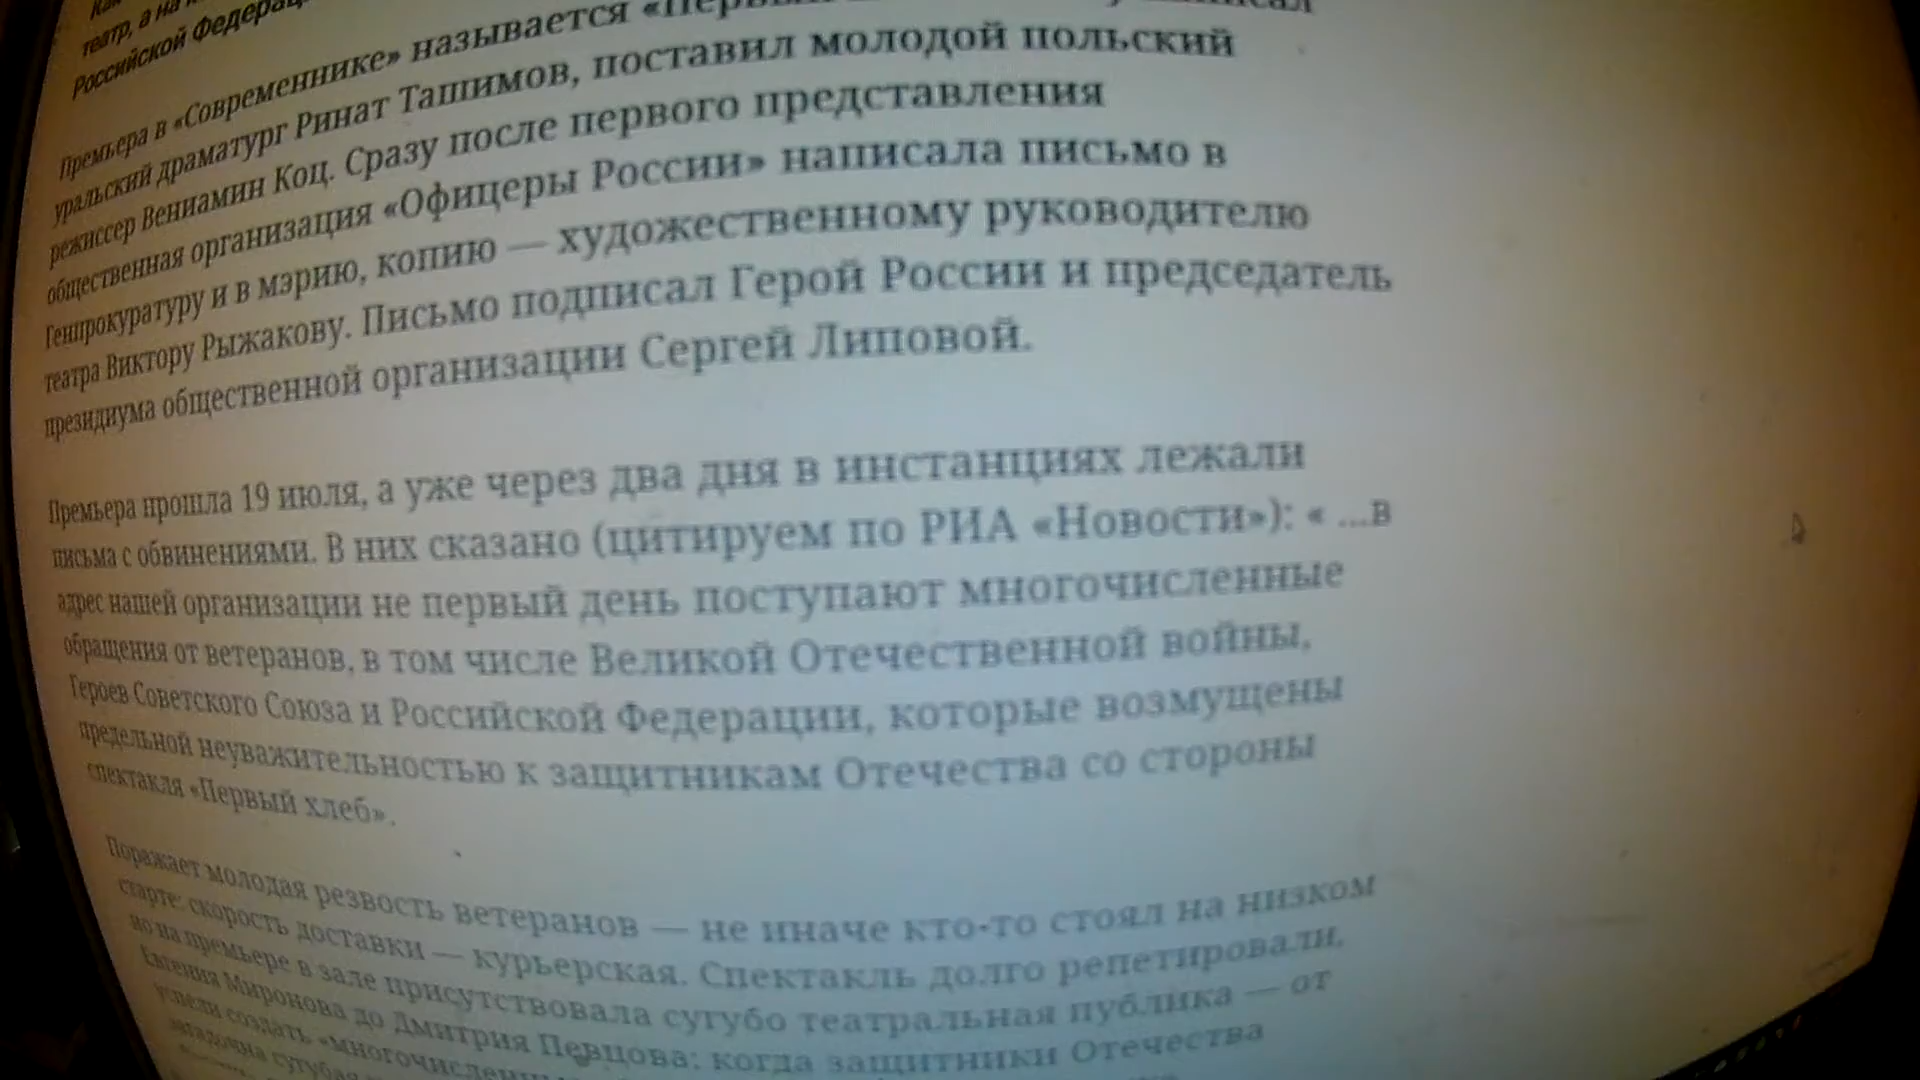 театр, а на
Российской Федерац
Премьера в «Современнике» называется «Первый
уральский драматург Ринат Ташимов, поставил молодой польский
режиссер Вениамин Коц. Сразу после первого представления
общественная организация «Офицеры России» написала письмо в
Генпрокуратуру и в мэрию, копию — художественному руководителю
театра Виктору Рыжакову. Письмо подписал Герой России и председатель
президиума общественной организации Сергей Липовой.
Премьера прошла 19 июля, а уже через два дня в инстанциях лежали
письма с обвинениями. В них сказано (цитируем по РИА «Новости»): « ...в
адрес нашей организации не первый день поступают многочисленные
обращения от ветеранов, в том числе Великой Отечественной войны,
Героев Советского Союза и Российской Федерации, которые возмущены
предельной неуважительностью к защитникам Отечества со стороны
спектакля «Первый хлеб».
Поражает молодая резвость ветеранов — не иначе кто-то стоял на низком
старте: скорость доставки — курьерская. Спектакль долго репетировали,
но на премьере в зале присутствовала сугубо театральная публика — от
Евгения Миронова до Дмитрия Певцова: когда защитники Отечества
успели создать «многочисленн